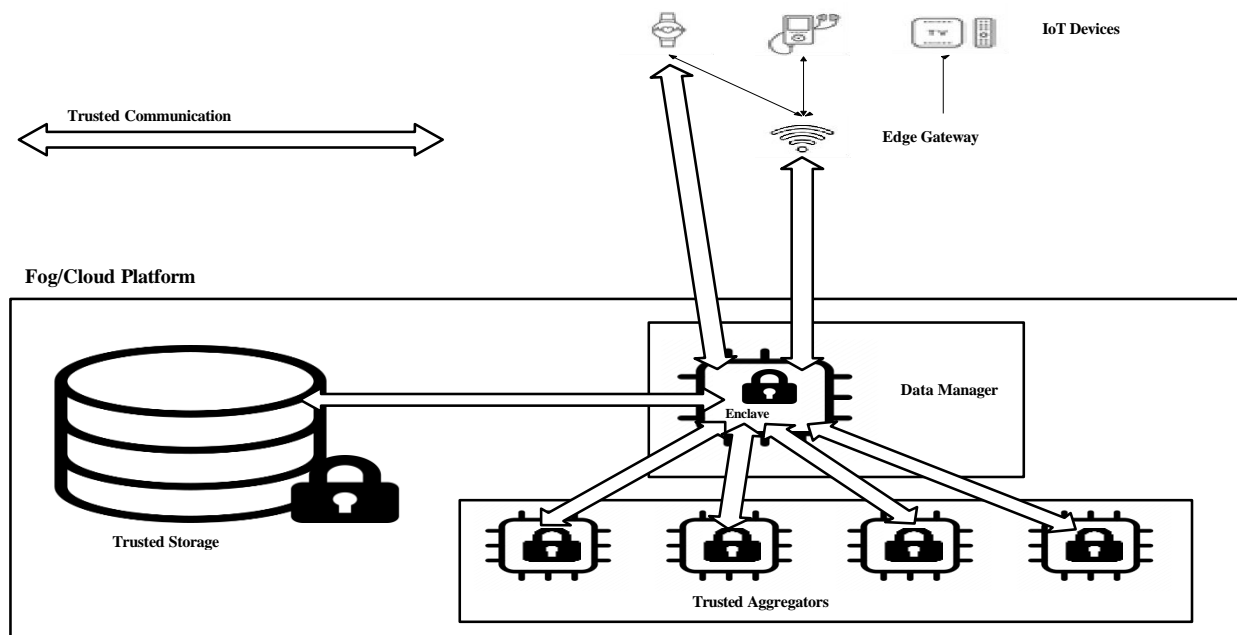 IoT Devices
Trusted Communication
Edge Gateway
Fog/Cloud Platform
Data Manager
Enclave
Trusted Storage
Trusted Aggregators